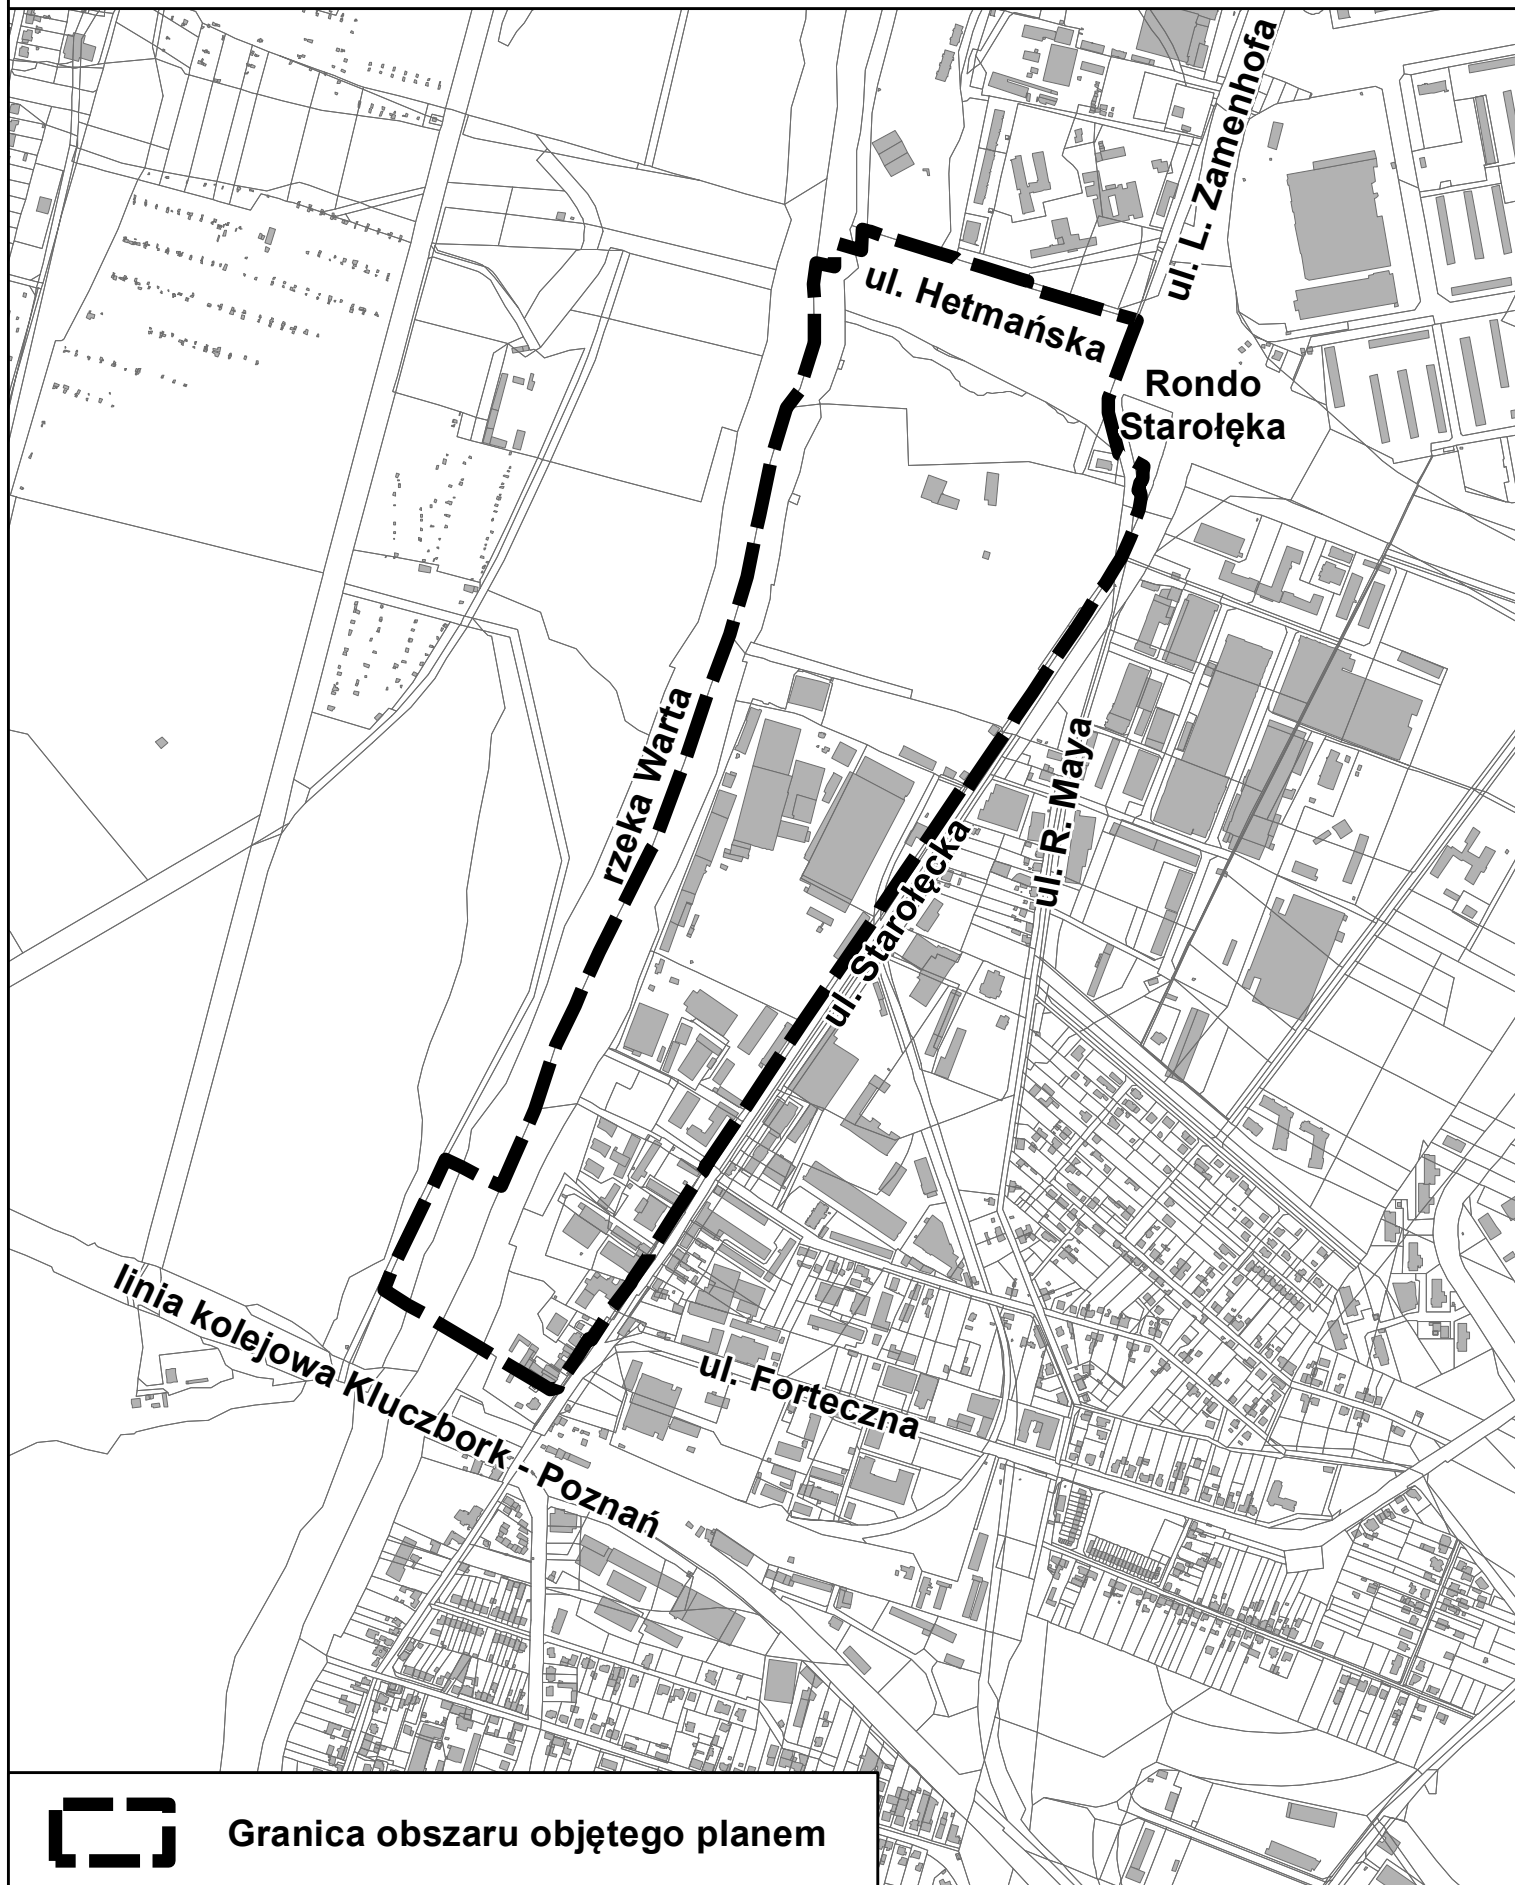 ul. L. Zamenhofa
ul. Hetmańska
Rondo
Starołęka
rzeka Warta
ul. R. Maya
ul. Starołęcka
linia kolejowa Kluczbork - Poznań
ul. Forteczna
Granica obszaru objętego planem